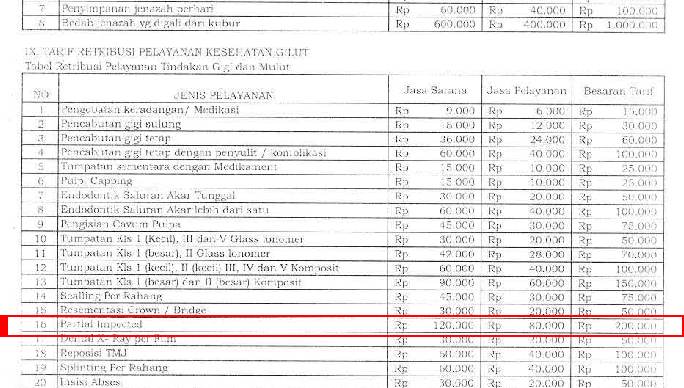 7 Penyimpanan jenazah perhari Rp 60.000 Rp 40.000 Rp 100.000
8 Bedah jenazah yg digali dari kubur Rp 600.000 Rp 400.000 Rp 1.000.000
IX. TARIF RETRIBUSI PELAYANAN KESEHATAN GILUT
Tabel Retribusi Pelayanan Tindakan Gigi dan Mulut
NO JENIS PELAYANAN Jasa Sarana Jasa Pelayanan Besaran Tarif
1 Pengobatan keradangan/ Medikasi Rp 9.000 Rp 6.000 Rp 15.000
2 Pencabutan gigi sulung Rp 18.000 Rp 12.000 Rp 30.000
3 Pencabutan gigi tetap Rp 36.000 Rp 24.000 Rp 60.000
4 Pencabutan gigi tetap dengan penyulit / komplikasi Rp 60.000 Rp 40.000 Rp 100.000
5 Tumpatan sementara dengan Medikament Rp 15.000 Rp 10.000 Rp 25.000
6 Pulp Capping Rp 15.000 Rp 10.000 Rp 25.000
7 Endodontik Saluran Akar Tunggal Rp 30.000 Rp 20.000 Rp 50.000
8 Endodontik Saluran Akar lebih dari satu Rp 60.000 Rp 40.000 Rp 100.000
9 Pengisian Cavum Pulpa Rp 45.000 Rp 30.000 Rp 75.000
10 Tumpatan Kls I (Kecil), III dan V Glass Ionomer Rp 30.000 Rp 20.000 Rp 50.000
11 Tumpatan Kls I (besar), II Glass Ionomer Rp 42.000 Rp 28.000 Rp 70.000
12 Tumpatan Kls I (kecil), II (kecil) III, IV dan V Komposit Rp 60.000 Rp 40.000 Rp 100.000
13 Tumpatan Kls I (besar) dan II (besar) Komposit Rp 90.000 Rp 60.000 Rp 150.000
14 Scalling Per Rahang Rp 45.000 Rp 30.000 Rp 75.000
15 Resementasi Crown / Bridge Rp 30.000 Rp 20.000 Rp 50.000
16 Partial Impected Rp 120.000 Rp 80.000 Rp 200.000
17 Dental X- Ray per Film Rp 30.000 Rp 20.000 Rp 50.000
18 Reposisi TMJ Rp 60.000 Rp 40.000 Rp 100.000
19 Splinting Per Rahang Rp 60.000 Rp 40.000 Rp 100.000
20 Insisi Abses Rp 30.000 Rp 20.000 Rp 50.000